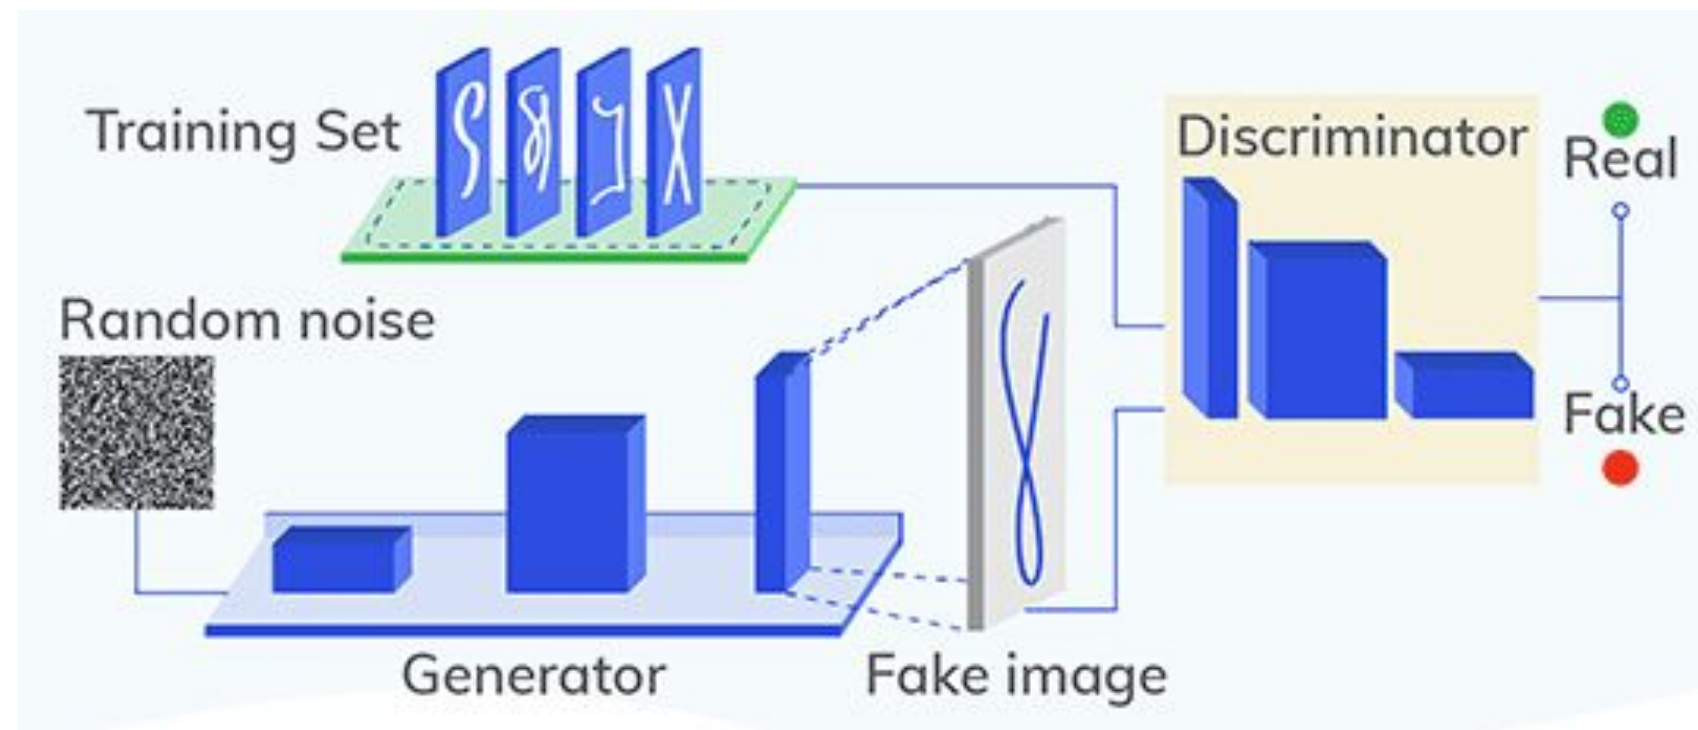 Training Set
Discriminator
Real
Random noise
Fake
Generator
Fake image